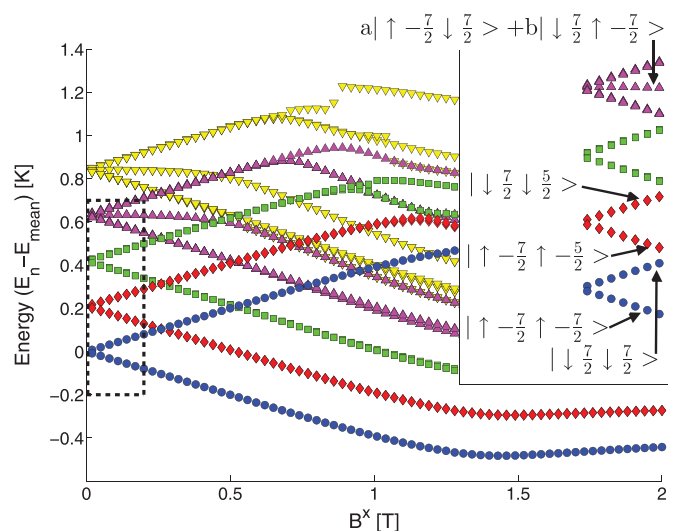 a| ↑ −7/2 ↓ 7/2 > +b| ↓ 7/2 ↑ −7/2 >
1.4
1.2
1
0.8
0.6
0.4
0.2
0
−0.2
−0.4
Energy (E_n−E_mean) [K]
| ↓ 7/2 ↓ 5/2 >
| ↑ −7/2 ↑ −5/2 >
| ↑ −7/2 ↑ −7/2 >
| ↓ 7/2 ↓ 7/2 >
0 0.5 1 1.5 2
B^x [T]